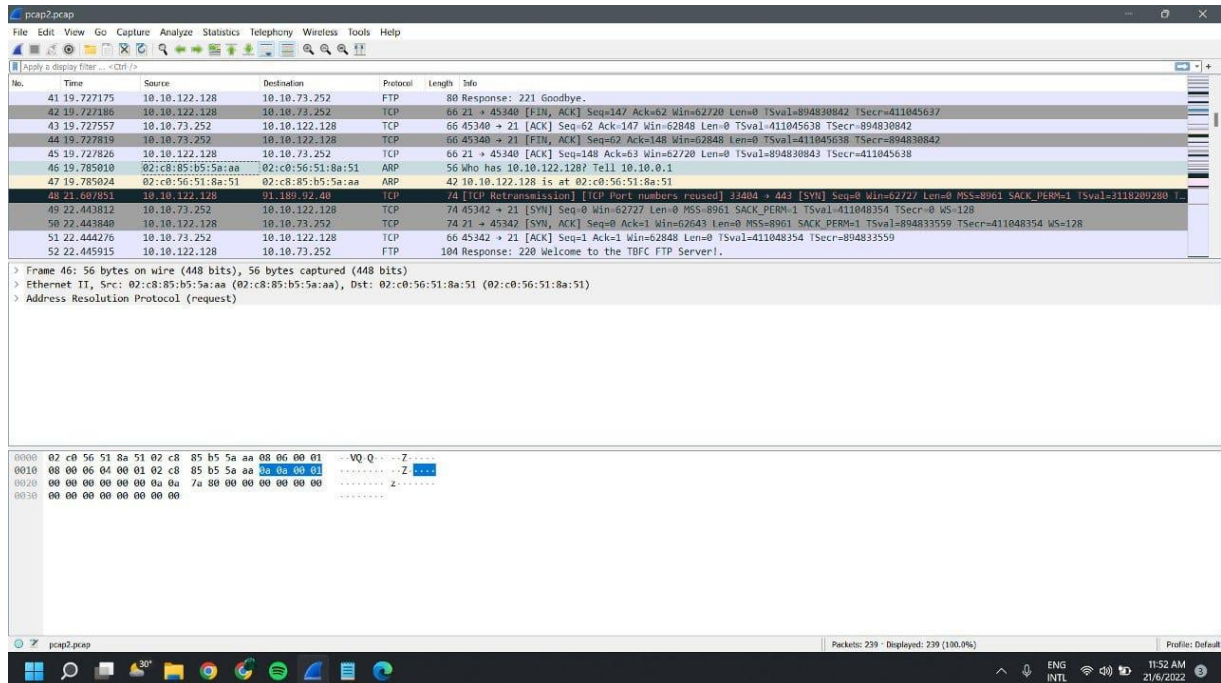 pcap2.pcap
File Edit View Go Capture Analyze Statistics Telephony Wireless Tools Help
Apply a display filter ... <Ctrl-/>
No. Time Source Destination Protocol Length Info
41 19.727175 10.10.122.128 10.10.73.252 FTP 80 Response: 221 Goodbye.
42 19.727186 10.10.122.128 10.10.73.252 TCP 66 21 → 45340 [FIN, ACK] Seq=147 Ack=62 Win=62720 Len=0 TSval=894830842 TSecr=411045637
43 19.727557 10.10.73.252 10.10.122.128 TCP 66 45340 → 21 [ACK] Seq=62 Ack=147 Win=62848 Len=0 TSval=411045638 TSecr=894830842
44 19.727819 10.10.73.252 10.10.122.128 TCP 66 45340 → 21 [FIN, ACK] Seq=62 Ack=148 Win=62848 Len=0 TSval=411045638 TSecr=894830842
45 19.727826 10.10.122.128 10.10.73.252 TCP 66 21 → 45340 [ACK] Seq=148 Ack=63 Win=62720 Len=0 TSval=894830843 TSecr=411045638
46 19.785010 02:c8:85:b5:5a:aa 02:c0:56:51:8a:51 ARP 56 Who has 10.10.122.128? Tell 10.10.0.1
47 19.785024 02:c0:56:51:8a:51 02:c8:85:b5:5a:aa ARP 42 10.10.122.128 is at 02:c0:56:51:8a:51
48 21.607851 10.10.122.128 91.189.92.40 TCP 74 [TCP Retransmission] [TCP Port numbers reused] 33404 → 443 [SYN] Seq=0 Win=62727 Len=0 MSS=8961 SACK_PERM=1 TSval=3118209280 T…
49 22.443812 10.10.73.252 10.10.122.128 TCP 74 45342 → 21 [SYN] Seq=0 Win=62727 Len=0 MSS=8961 SACK_PERM=1 TSval=411048354 TSecr=0 WS=128
50 22.443840 10.10.122.128 10.10.73.252 TCP 74 21 → 45342 [SYN, ACK] Seq=0 Ack=1 Win=62643 Len=0 MSS=8961 SACK_PERM=1 TSval=894833559 TSecr=411048354 WS=128
51 22.444276 10.10.73.252 10.10.122.128 TCP 66 45342 → 21 [ACK] Seq=1 Ack=1 Win=62848 Len=0 TSval=411048354 TSecr=894833559
52 22.445915 10.10.122.128 10.10.73.252 FTP 104 Response: 220 Welcome to the TBFC FTP Server!.
> Frame 46: 56 bytes on wire (448 bits), 56 bytes captured (448 bits)
> Ethernet II, Src: 02:c8:85:b5:5a:aa (02:c8:85:b5:5a:aa), Dst: 02:c0:56:51:8a:51 (02:c0:56:51:8a:51)
> Address Resolution Protocol (request)
0000 02 c0 56 51 8a 51 02 c8 85 b5 5a aa 08 06 00 01 ··VQ·Q·· ··Z·····
0010 08 00 06 04 00 01 02 c8 85 b5 5a aa 0a 0a 00 01 ········ ··Z·····
0020 00 00 00 00 00 00 0a 0a 7a 80 00 00 00 00 00 00 ········ z·······
0030 00 00 00 00 00 00 00 00 ········
pcap2.pcap Packets: 239 · Displayed: 239 (100.0%) Profile: Default
30°
ENG
INTL
11:52 AM
21/6/2022
3